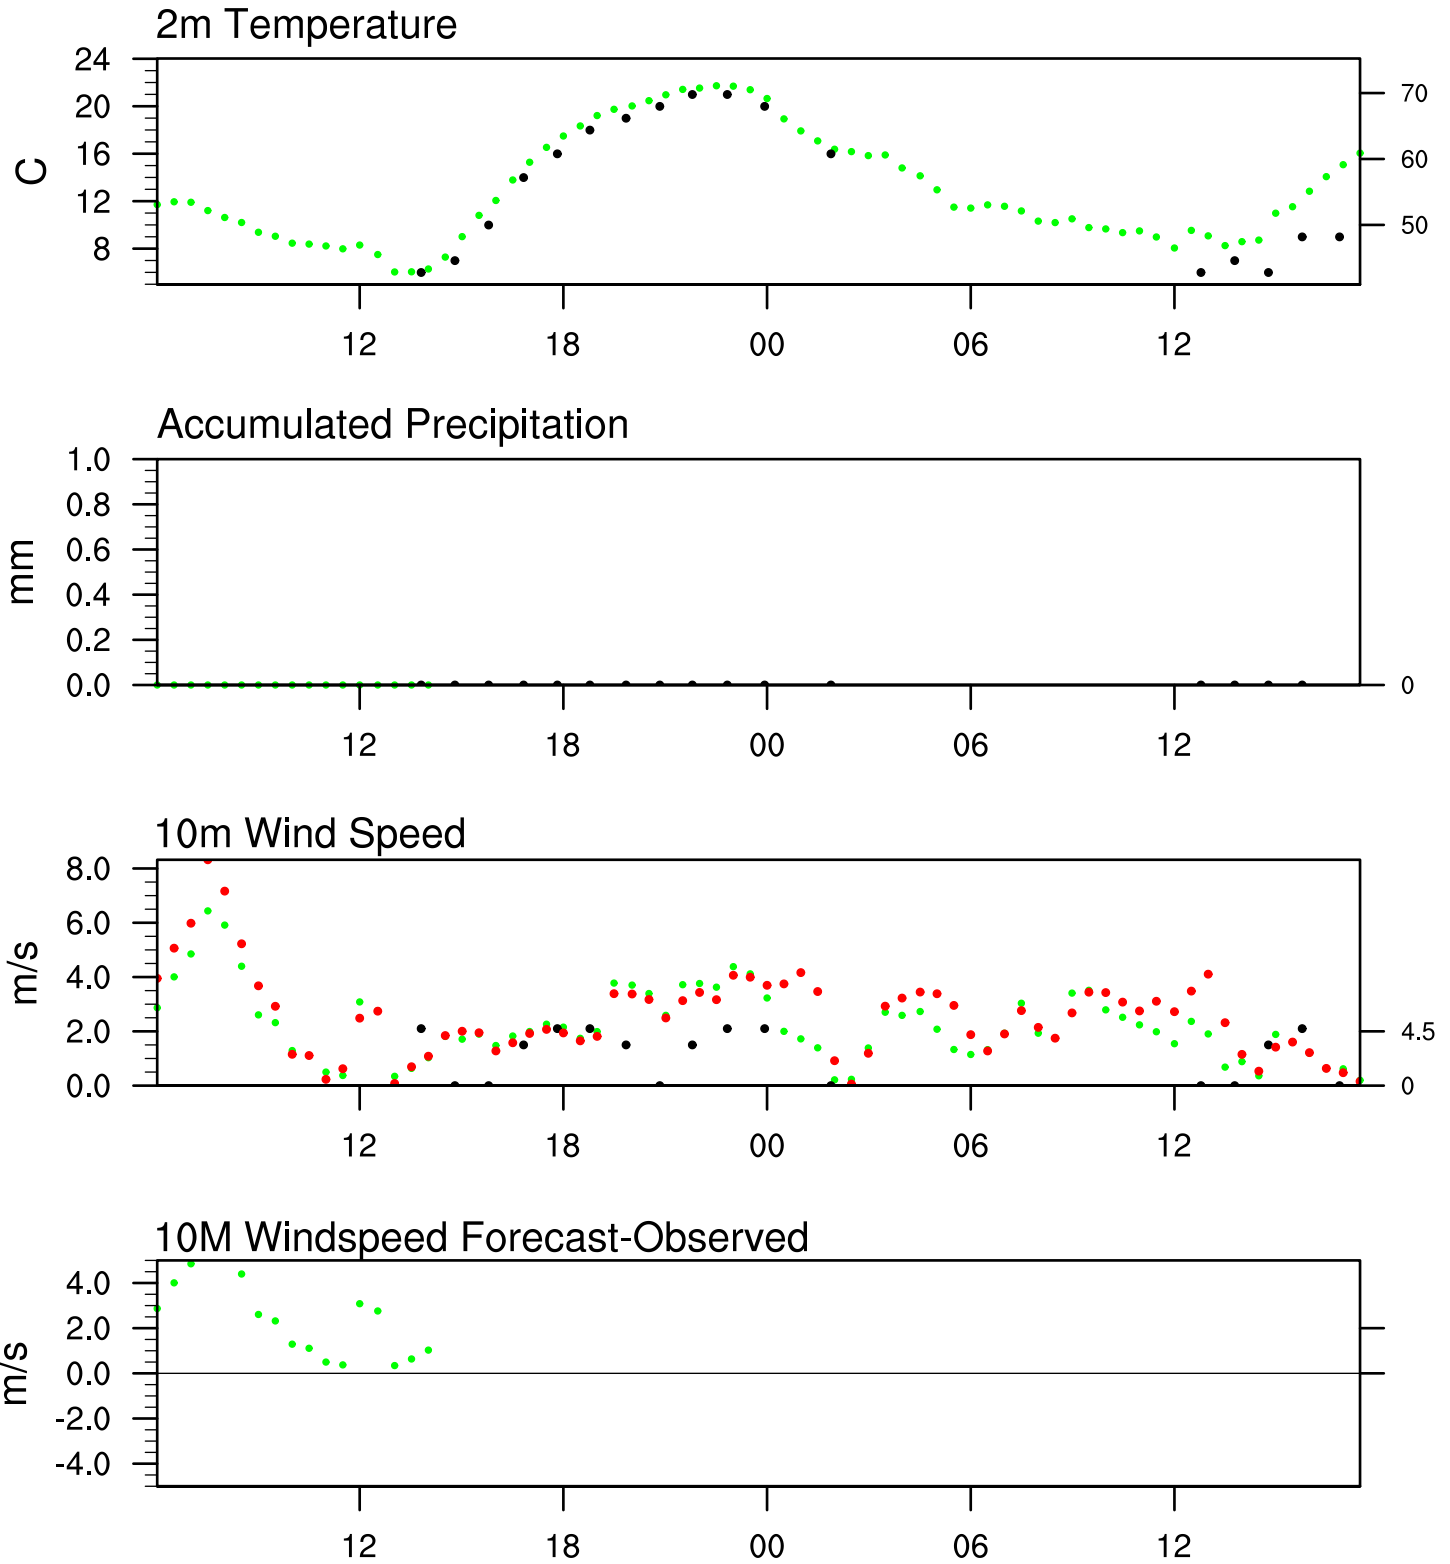 2m Temperature
24
20
16
12
8
C
70
60
50
12 18 00 06 12
Accumulated Precipitation
1.0
0.8
0.6
0.4
0.2
0.0
mm
0
12 18 00 06 12
10m Wind Speed
8.0
6.0
4.0
2.0
0.0
m/s
4.5
0
12 18 00 06 12
10M Windspeed Forecast-Observed
4.0
2.0
0.0
-2.0
-4.0
m/s
12 18 00 06 12